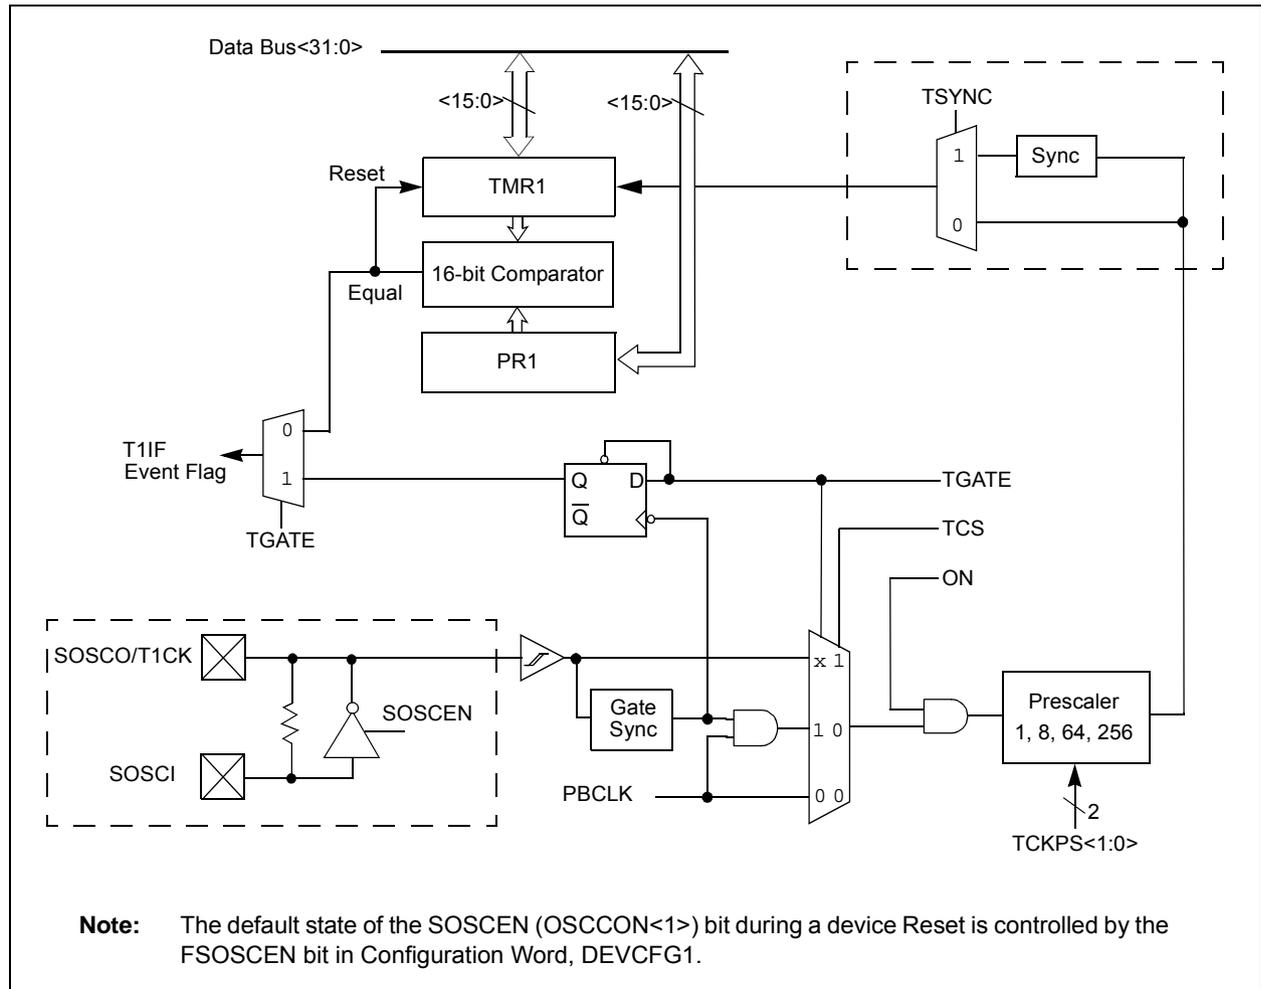 Data Bus<31:0>
<15:0>
<15:0>
TSYNC
1
Sync
Reset
TMR1
0
16-bit Comparator
Equal
PR1
0
T1IF
Event Flag
1
TGATE
Q
D
Q̅
TGATE
TCS
ON
SOSCO/T1CK
x 1
SOSCEN
Gate
Sync
1 0
Prescaler
1, 8, 64, 256
SOSCI
PBCLK
0 0
2
TCKPS<1:0>
Note: The default state of the SOSCEN (OSCCON<1>) bit during a device Reset is controlled by the
FSOSCEN bit in Configuration Word, DEVCFG1.